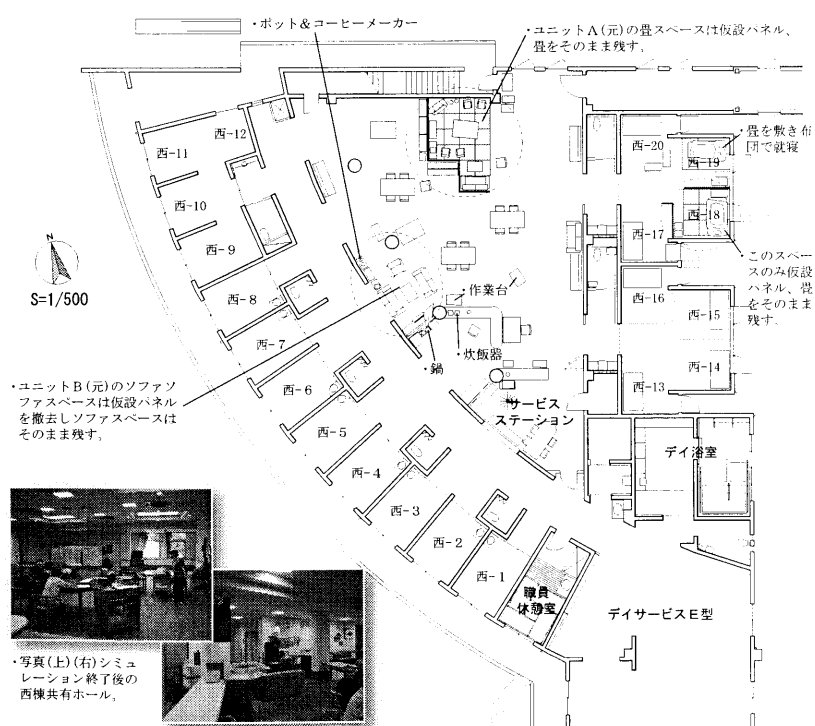 ・ポット&コーヒーメーカー
・ユニットA(元)の畳スペースは仮設パネル、
畳をそのまま残す。
西-12
西-11
西-10
西-9
西-8
西-7
西-6
西-5
西-4
西-3
西-2
西-1
西-20
西-19
西-18
西-17
西-16
西-15
西-14
西-13
・畳を敷き布
団で就寝
・このスペー
スのみ仮設
パネル、畳
をそのまま
残す。
N
S=1/500
・作業台
・炊飯器
・鍋
・ユニットB(元)のソファソ
ファスペースは仮設パネル
を撤去しソファスペースは
そのまま残す。
サービス
ステーション
デイ浴室
職員
休憩室
デイサービスE型
・写真(上)(右)シミュ
レーション終了後の
西棟共有ホール。